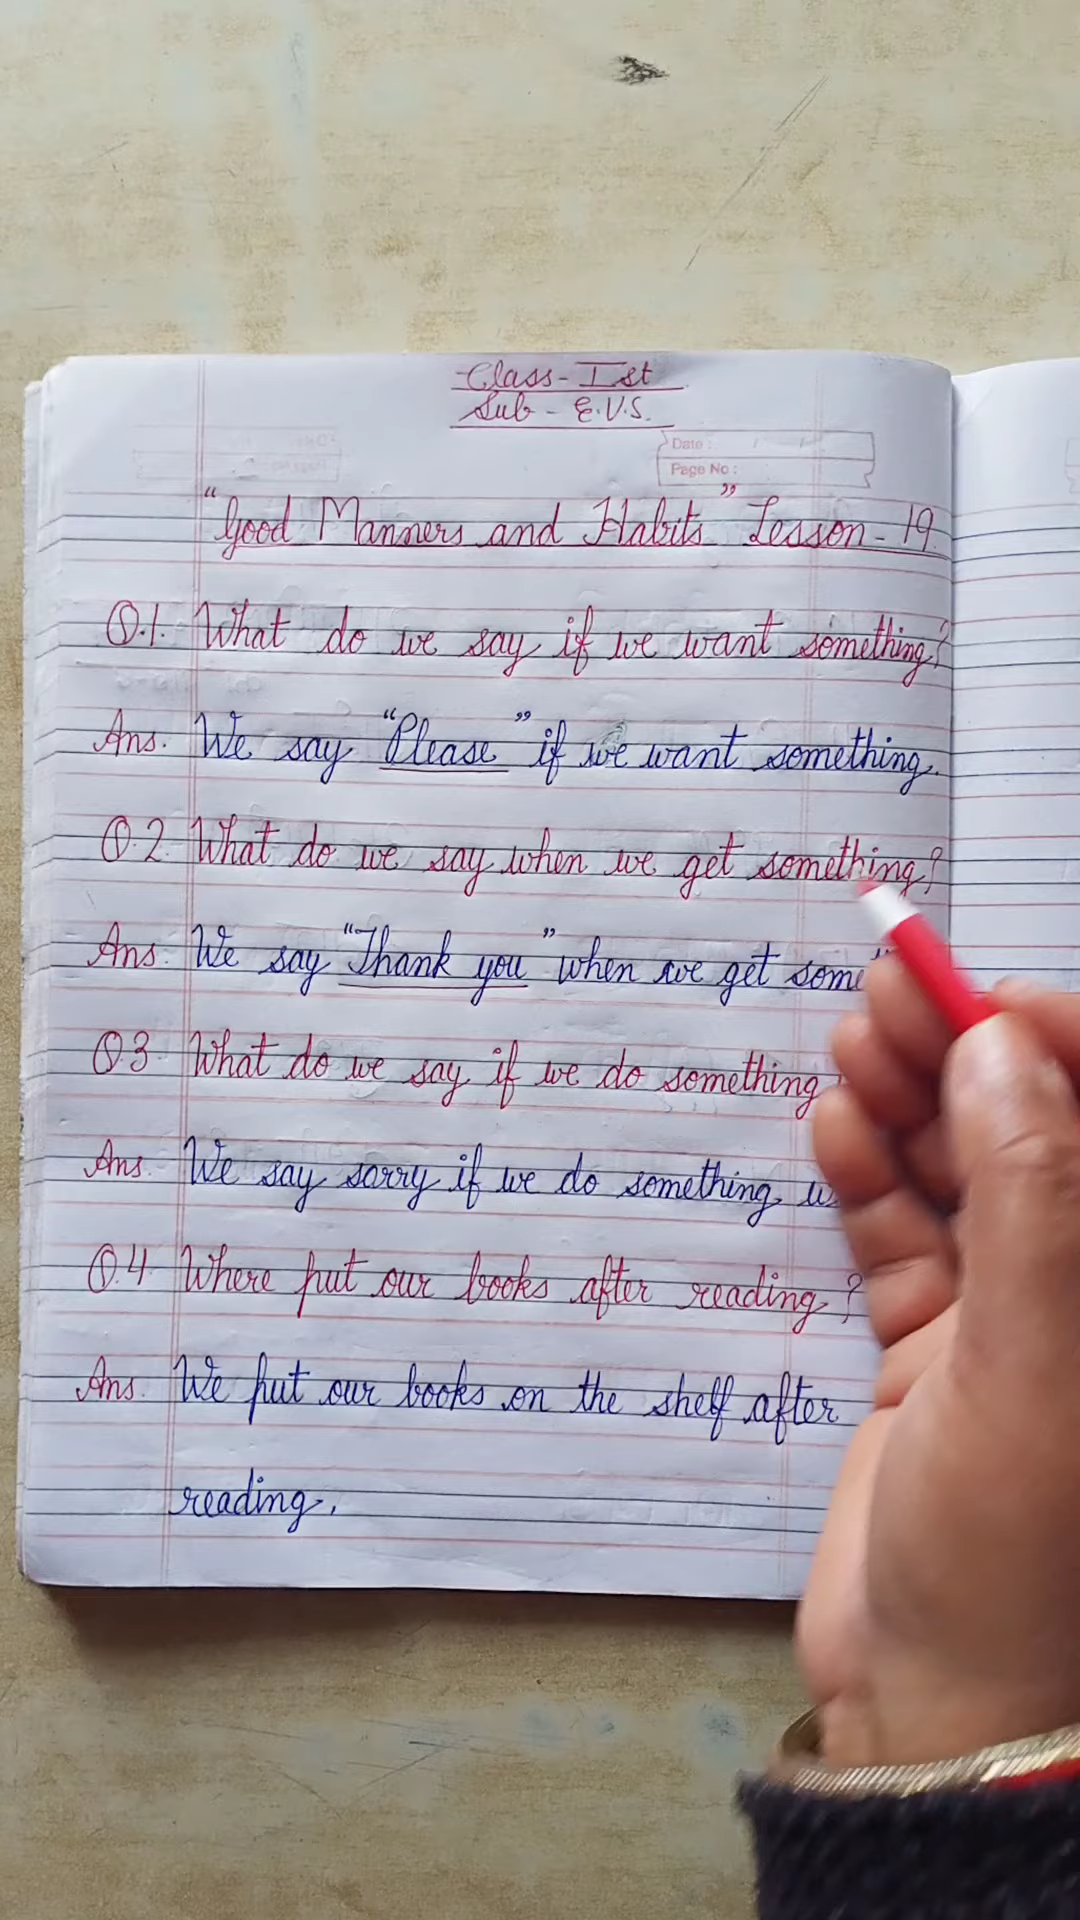 Class - Ist
Sub - E.V.S.
Date : / /
Page No :
"Good Manners and Habits" Lesson - 19
Q.1. What do we say if we want something?
Ans. We say "Please" if we want something.
Q.2. What do we say when we get something?
Ans. We say "Thank you" when we get
Q.3 What do we say if we do something
Ans. We say sorry if we do something
Q.4. Where put our books after reading?
Ans. We put our books on the shelf after
reading.